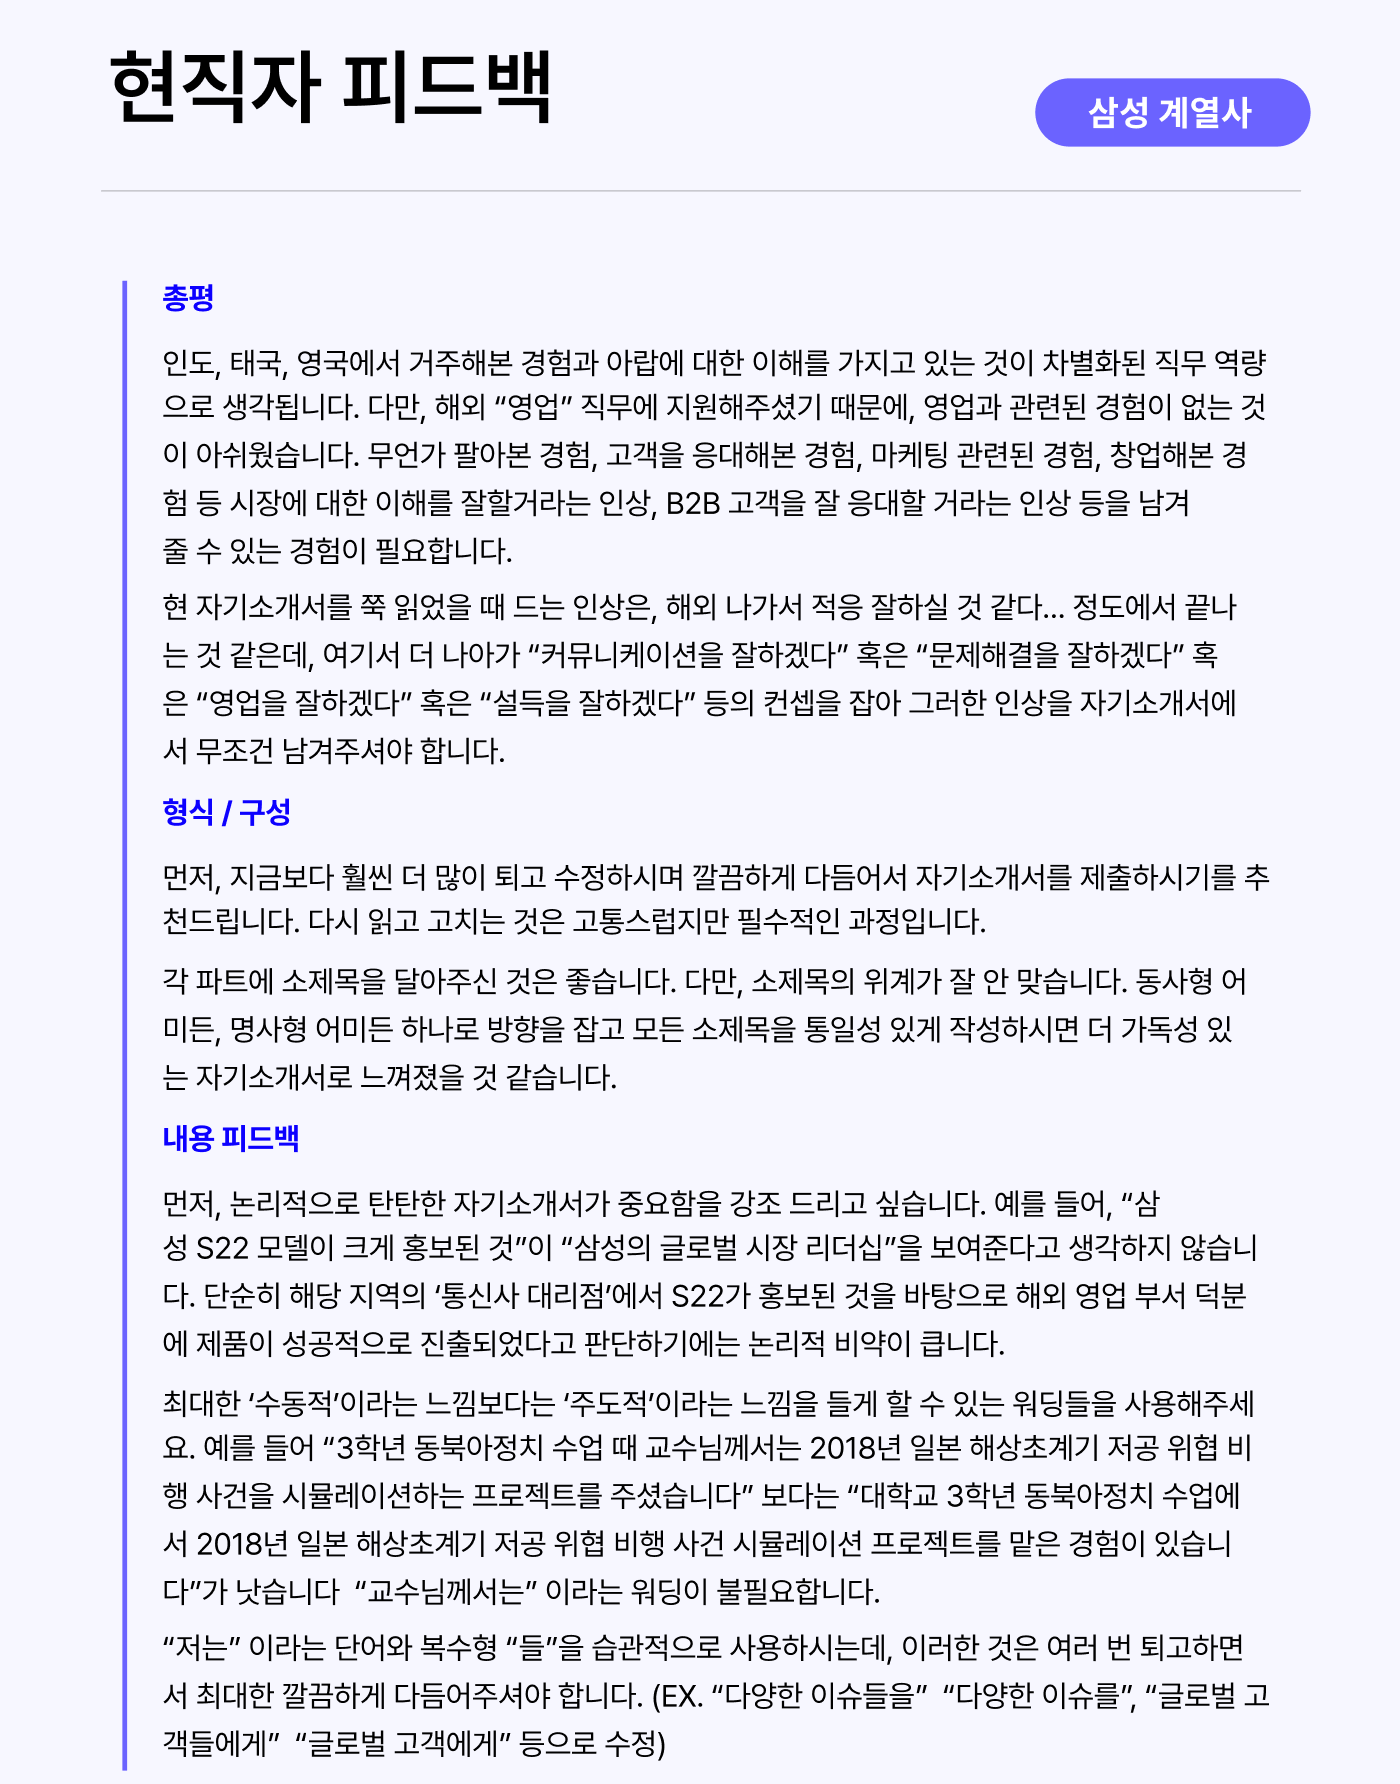 현직자 피드백
삼성 계열사
총평
인도, 태국, 영국에서 거주해본 경험과 아랍에 대한 이해를 가지고 있는 것이 차별화된 직무 역량
으로 생각됩니다. 다만, 해외 “영업” 직무에 지원해주셨기 때문에, 영업과 관련된 경험이 없는 것
이 아쉬웠습니다. 무언가 팔아본 경험, 고객을 응대해본 경험, 마케팅 관련된 경험, 창업해본 경
험 등 시장에 대한 이해를 잘할거라는 인상, B2B 고객을 잘 응대할 거라는 인상 등을 남겨
줄 수 있는 경험이 필요합니다.
현 자기소개서를 쭉 읽었을 때 드는 인상은, 해외 나가서 적응 잘하실 것 같다... 정도에서 끝나
는 것 같은데, 여기서 더 나아가 “커뮤니케이션을 잘하겠다” 혹은 “문제해결을 잘하겠다” 혹
은 “영업을 잘하겠다” 혹은 “설득을 잘하겠다” 등의 컨셉을 잡아 그러한 인상을 자기소개서에
서 무조건 남겨주셔야 합니다.
형식 / 구성
먼저, 지금보다 훨씬 더 많이 퇴고 수정하시며 깔끔하게 다듬어서 자기소개서를 제출하시기를 추
천드립니다. 다시 읽고 고치는 것은 고통스럽지만 필수적인 과정입니다.
각 파트에 소제목을 달아주신 것은 좋습니다. 다만, 소제목의 위계가 잘 안 맞습니다. 동사형 어
미든, 명사형 어미든 하나로 방향을 잡고 모든 소제목을 통일성 있게 작성하시면 더 가독성 있
는 자기소개서로 느껴졌을 것 같습니다.
내용 피드백
먼저, 논리적으로 탄탄한 자기소개서가 중요함을 강조 드리고 싶습니다. 예를 들어, “삼
성 S22 모델이 크게 홍보된 것”이 “삼성의 글로벌 시장 리더십”을 보여준다고 생각하지 않습니
다. 단순히 해당 지역의 ‘통신사 대리점’에서 S22가 홍보된 것을 바탕으로 해외 영업 부서 덕분
에 제품이 성공적으로 진출되었다고 판단하기에는 논리적 비약이 큽니다.
최대한 ‘수동적’이라는 느낌보다는 ‘주도적’이라는 느낌을 들게 할 수 있는 워딩들을 사용해주세
요. 예를 들어 “3학년 동북아정치 수업 때 교수님께서는 2018년 일본 해상초계기 저공 위협 비
행 사건을 시뮬레이션하는 프로젝트를 주셨습니다” 보다는 “대학교 3학년 동북아정치 수업에
서 2018년 일본 해상초계기 저공 위협 비행 사건 시뮬레이션 프로젝트를 맡은 경험이 있습니
다”가 낫습니다  “교수님께서는” 이라는 워딩이 불필요합니다.
“저는” 이라는 단어와 복수형 “들”을 습관적으로 사용하시는데, 이러한 것은 여러 번 퇴고하면
서 최대한 깔끔하게 다듬어주셔야 합니다. (EX. “다양한 이슈들을”  “다양한 이슈를”, “글로벌 고
객들에게”  “글로벌 고객에게” 등으로 수정)